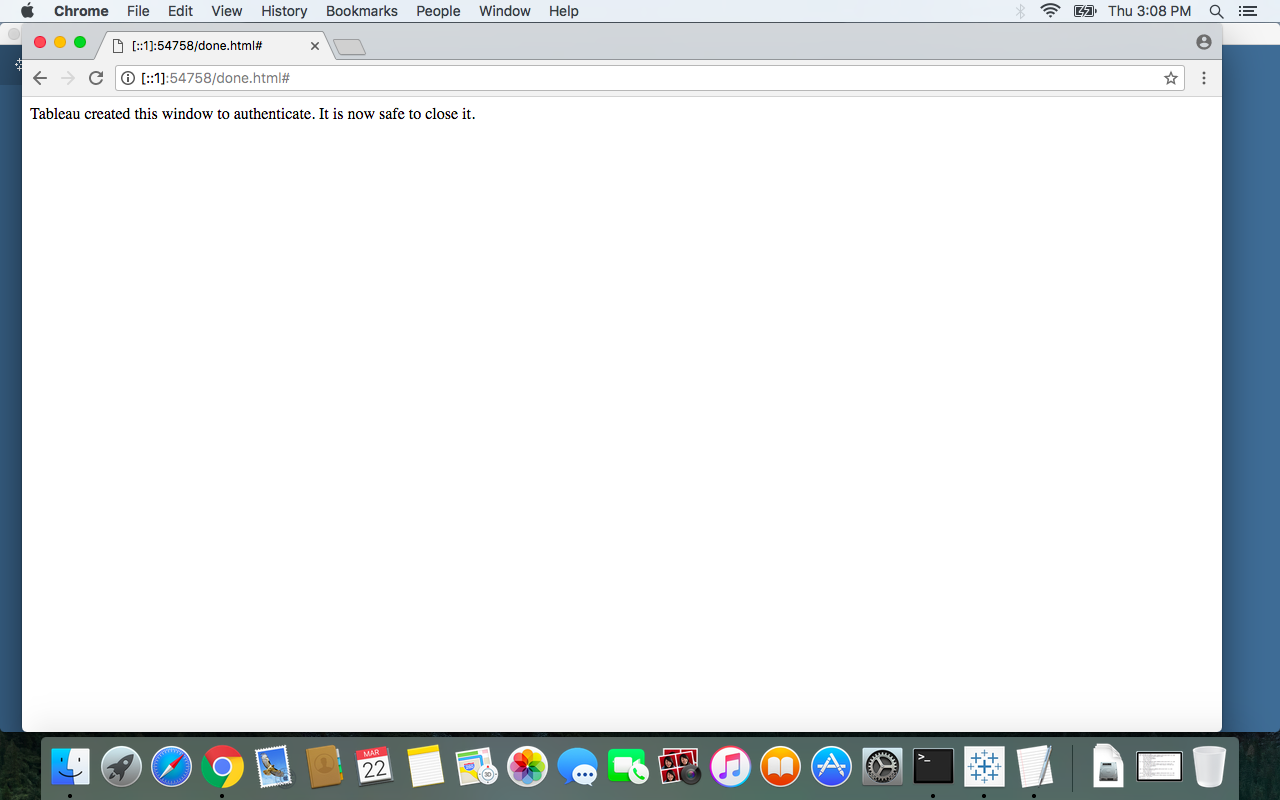 Chrome File Edit View History Bookmarks People Window Help Thu 3:08 PM
[::1]:54758/done.html#
[::1]:54758/done.html#
Tableau created this window to authenticate. It is now safe to close it.
MAR
22
30
>_